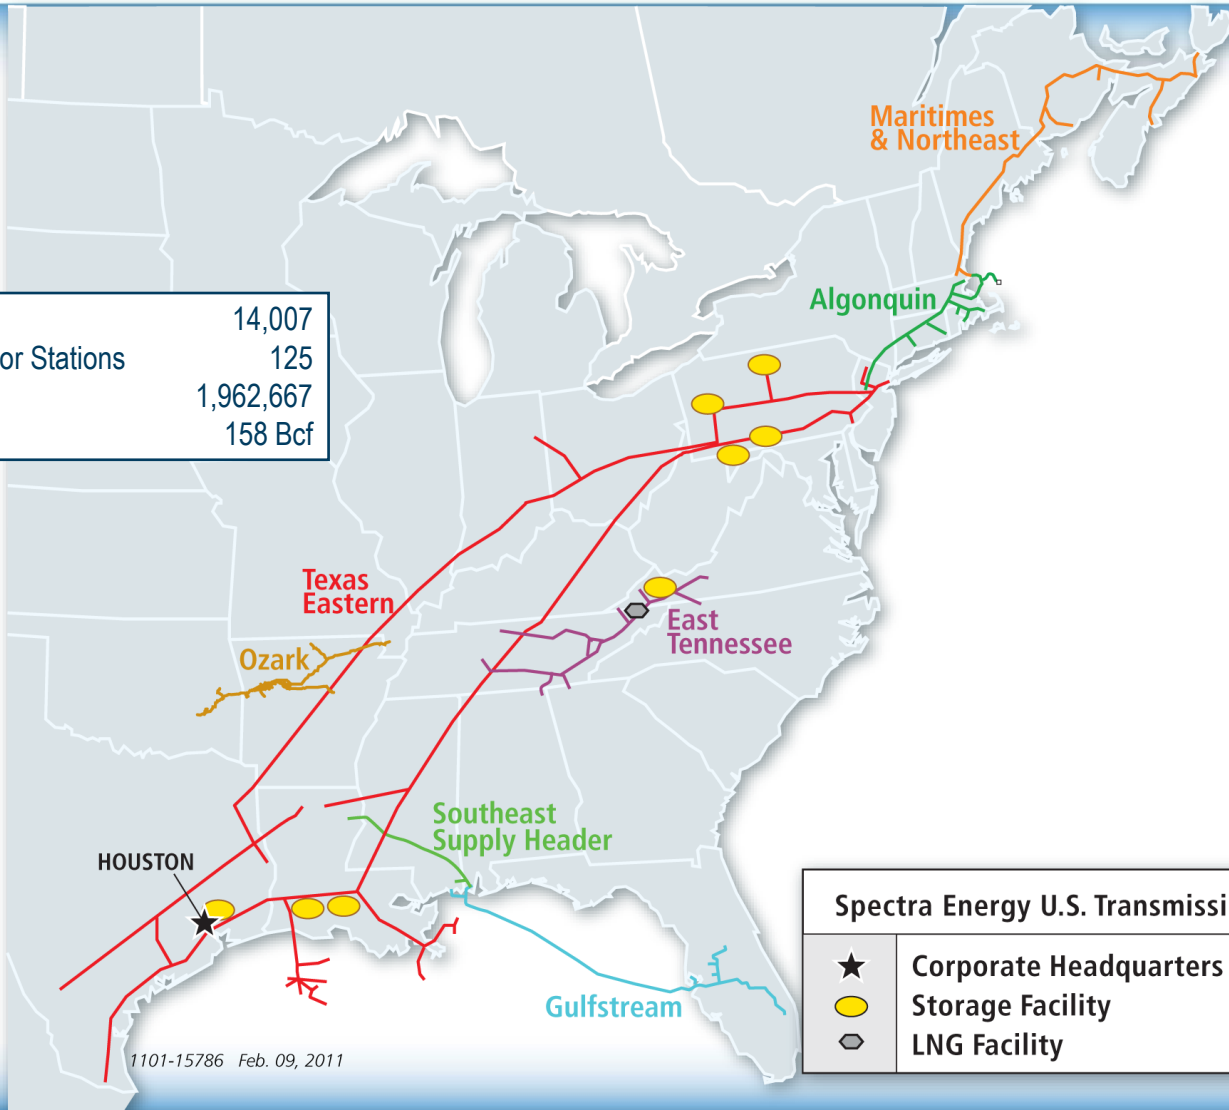 Maritimes
& Northeast
Algonquin
14,007
or Stations 125
1,962,667
158 Bcf
Texas
Eastern
East
Tennessee
Ozark
Southeast
Supply Header
HOUSTON
Gulfstream
Spectra Energy U.S. Transmissi
Corporate Headquarters
Storage Facility
LNG Facility
1101-15786 Feb. 09, 2011